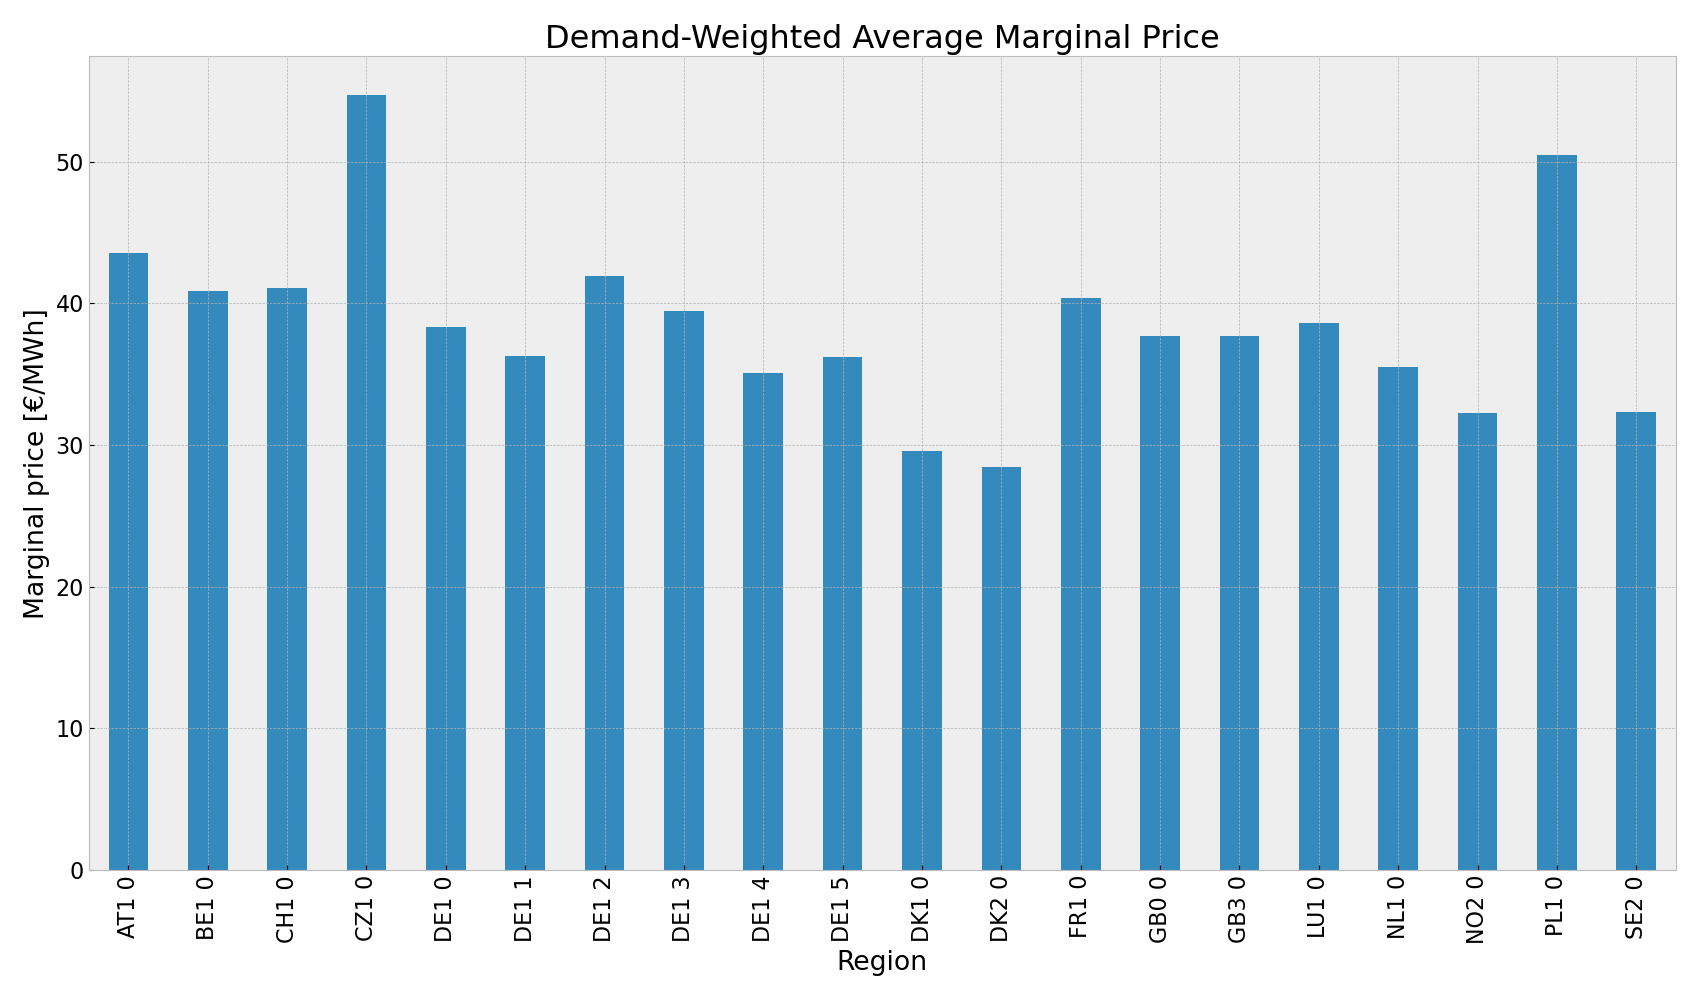 Demand-Weighted Average Marginal Price
Marginal price [€/MWh]
50
40
30
20
10
0
AT1 0
BE1 0
CH1 0
CZ1 0
DE1 0
DE1 1
DE1 2
DE1 3
DE1 4
DE1 5
DK1 0
DK2 0
FR1 0
GB0 0
GB3 0
LU1 0
NL1 0
NO2 0
PL1 0
SE2 0
Region